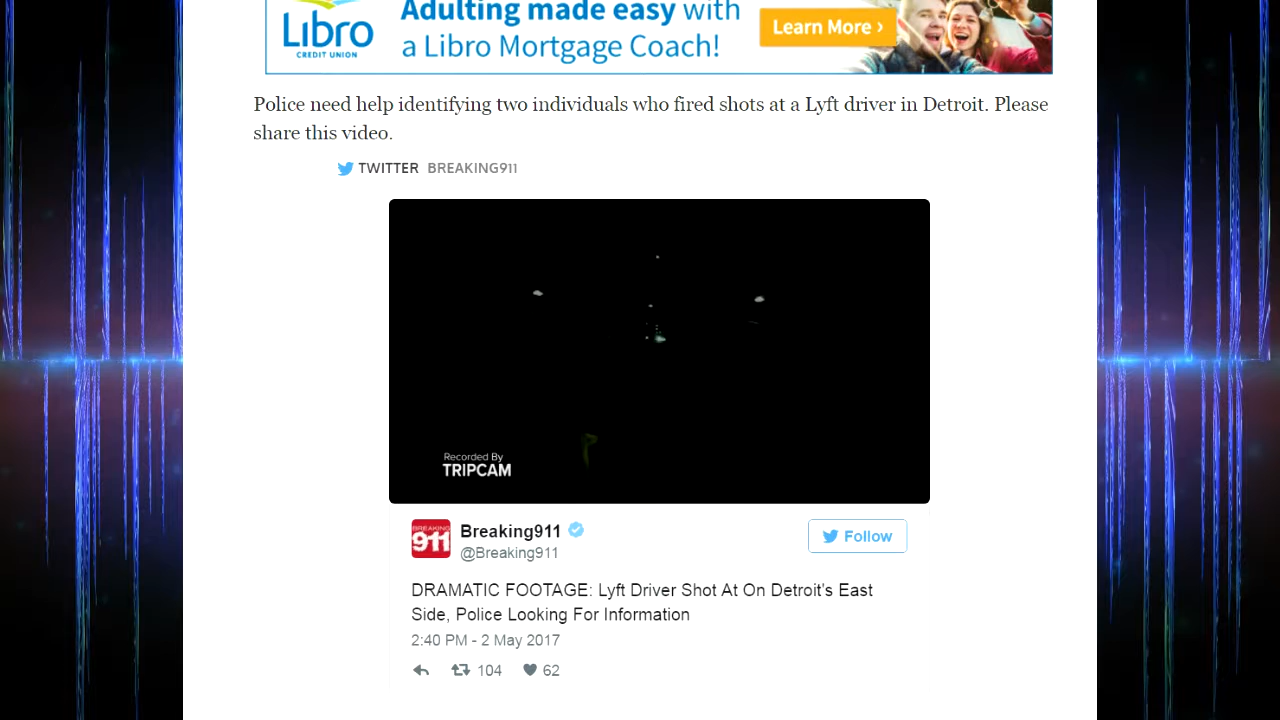 Libro
CREDIT UNION
Adulting made easy with
a Libro Mortgage Coach!
Learn More ›
Police need help identifying two individuals who fired shots at a Lyft driver in Detroit. Please
share this video.
TWITTER BREAKING911
Recorded By
TRIPCAM
BREAKING
911
Breaking911
@Breaking911
Follow
DRAMATIC FOOTAGE: Lyft Driver Shot At On Detroit's East
Side, Police Looking For Information
2:40 PM - 2 May 2017
104 62